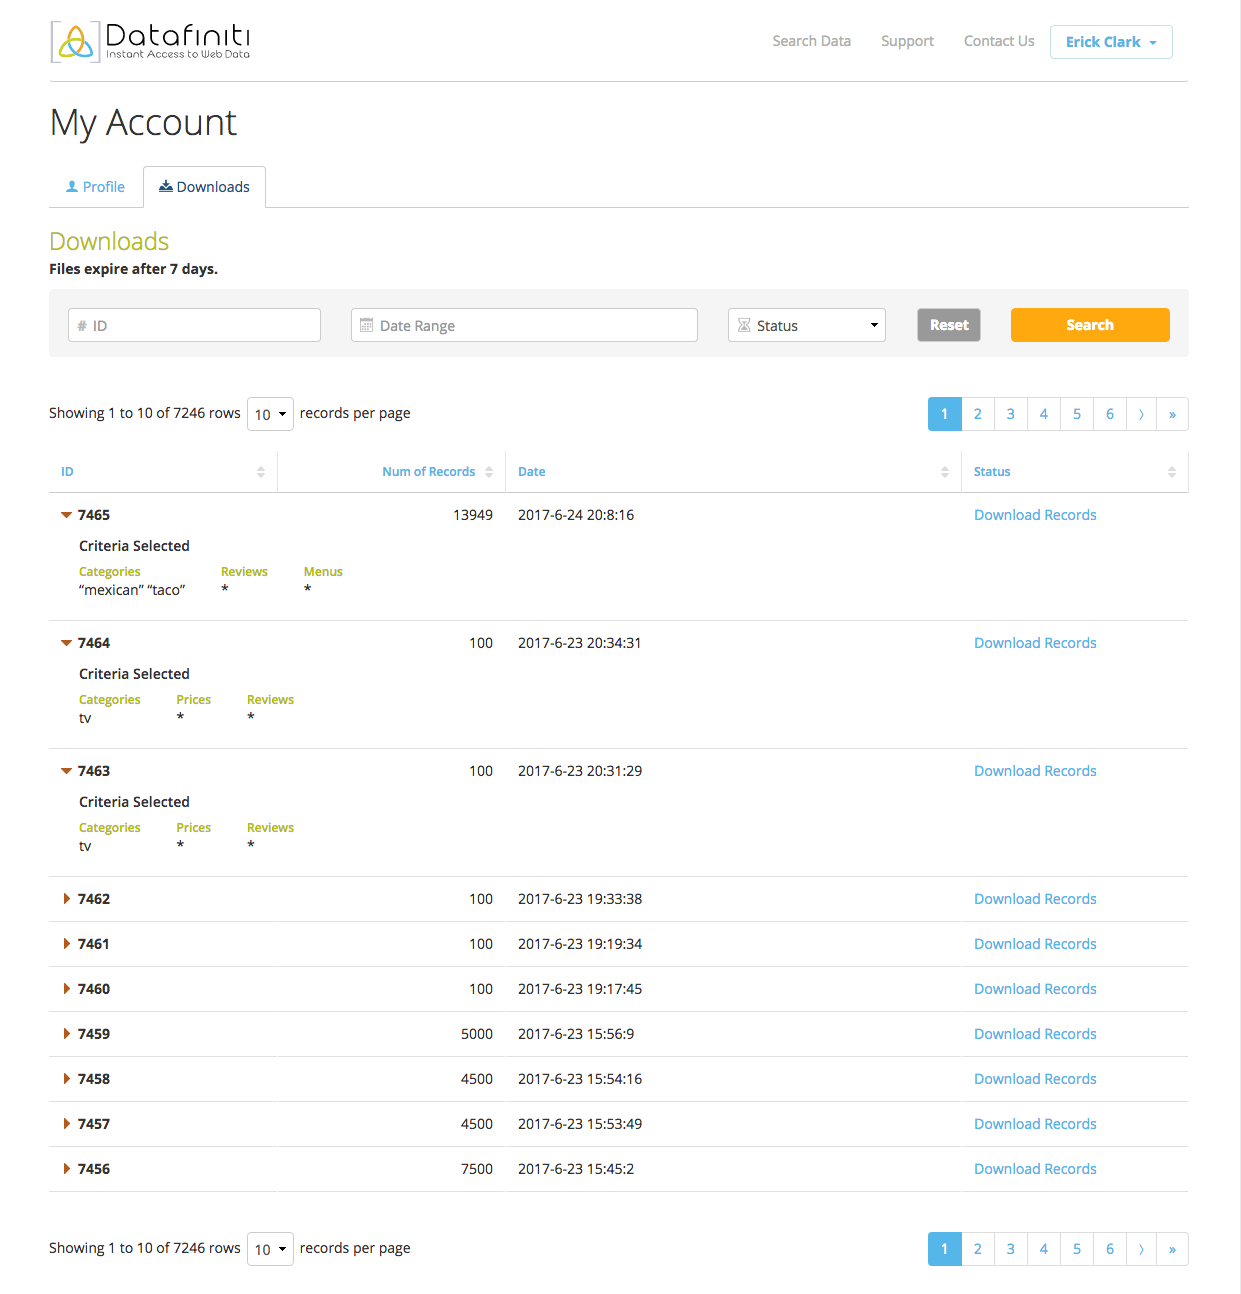 Datafiniti
Instant Access to Web Data
Search Data Support Contact Us Erick Clark
My Account
Profile Downloads
Downloads
Files expire after 7 days.
# ID Date Range Status Reset Search
Showing 1 to 10 of 7246 rows 10 records per page 1 2 3 4 5 6 › »
ID Num of Records Date Status
7465 13949 2017-6-24 20:8:16 Download Records
Criteria Selected
Categories Reviews Menus
“mexican” “taco” * *
7464 100 2017-6-23 20:34:31 Download Records
Criteria Selected
Categories Prices Reviews
tv * *
7463 100 2017-6-23 20:31:29 Download Records
Criteria Selected
Categories Prices Reviews
tv * *
7462 100 2017-6-23 19:33:38 Download Records
7461 100 2017-6-23 19:19:34 Download Records
7460 100 2017-6-23 19:17:45 Download Records
7459 5000 2017-6-23 15:56:9 Download Records
7458 4500 2017-6-23 15:54:16 Download Records
7457 4500 2017-6-23 15:53:49 Download Records
7456 7500 2017-6-23 15:45:2 Download Records
Showing 1 to 10 of 7246 rows 10 records per page 1 2 3 4 5 6 › »